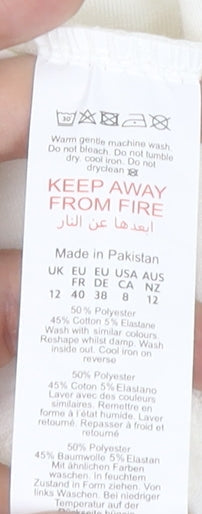 30
Warm gentle machine wash.
Do not bleach. Do not tumble
dry. cool iron. Do not
dryclean
KEEP AWAY
FROM FIRE
ابعدها عن النار
Made in Pakistan
UK EU EU USA AUS
FR DE CA NZ
12 40 38 8 12
50% Polyester
45% Cotton 5% Elastane
Wash with similar colours.
Reshape whilst damp. Wash
inside out. Cool iron on
reverse
50% Polyester
45% Coton 5% Elastano
Laver avec des couleurs
similaires. Remettre en
forme à l'état humide. Laver
retourné. Repasser à froid et
retourné
50% Polyester
45% Baumwolle 5% Elastan
Mit ähnlichen Farben
waschen. In feuchtem
Zustand in Form ziehen. Von
links Waschen. Bei niedriger
Temperatur auf der